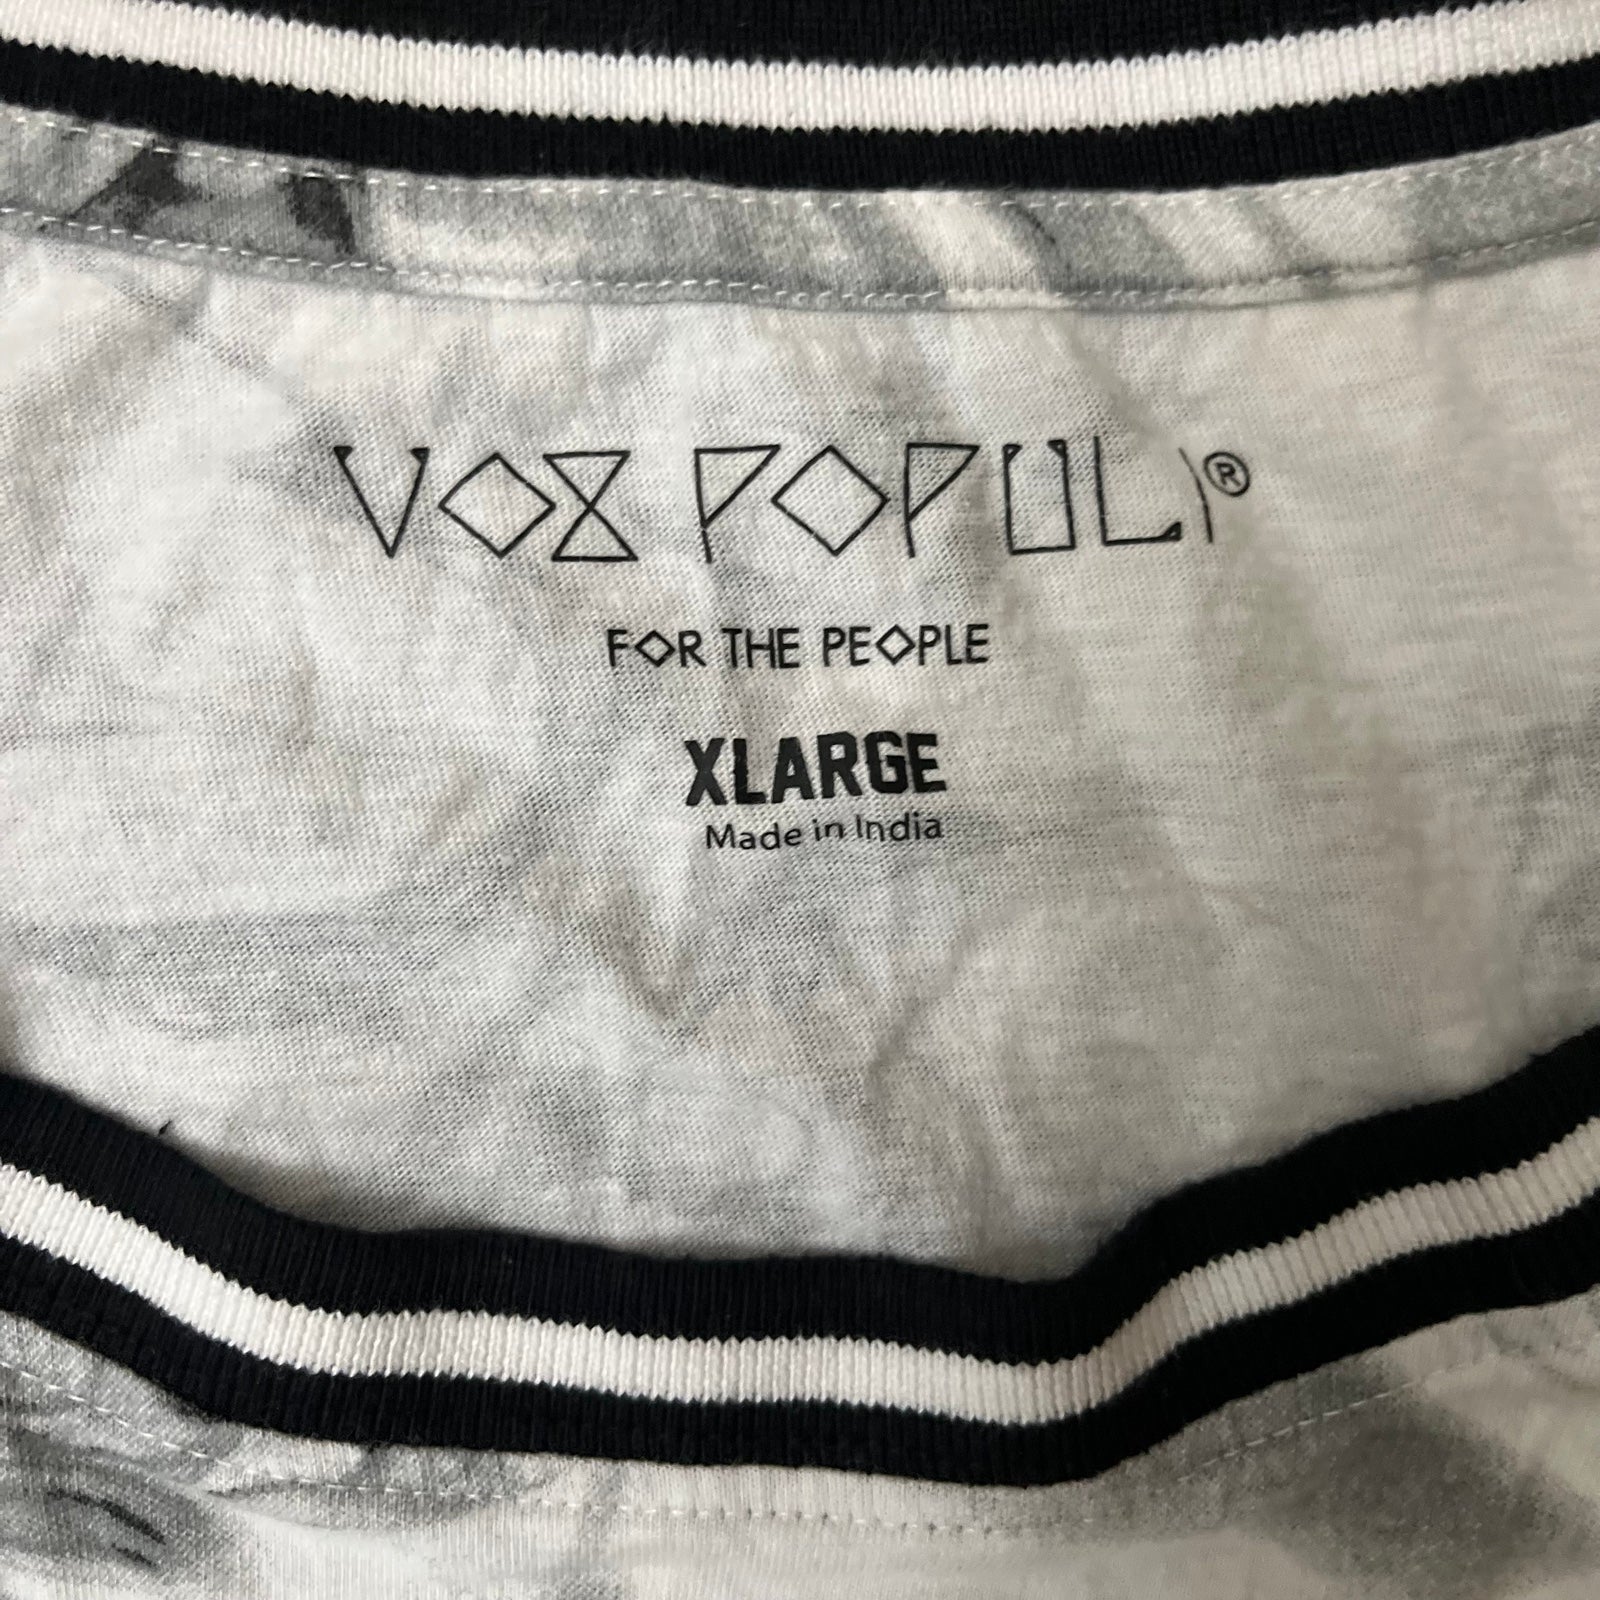 VOX POPULI®
FOR THE PEOPLE
XLARGE
Made in India